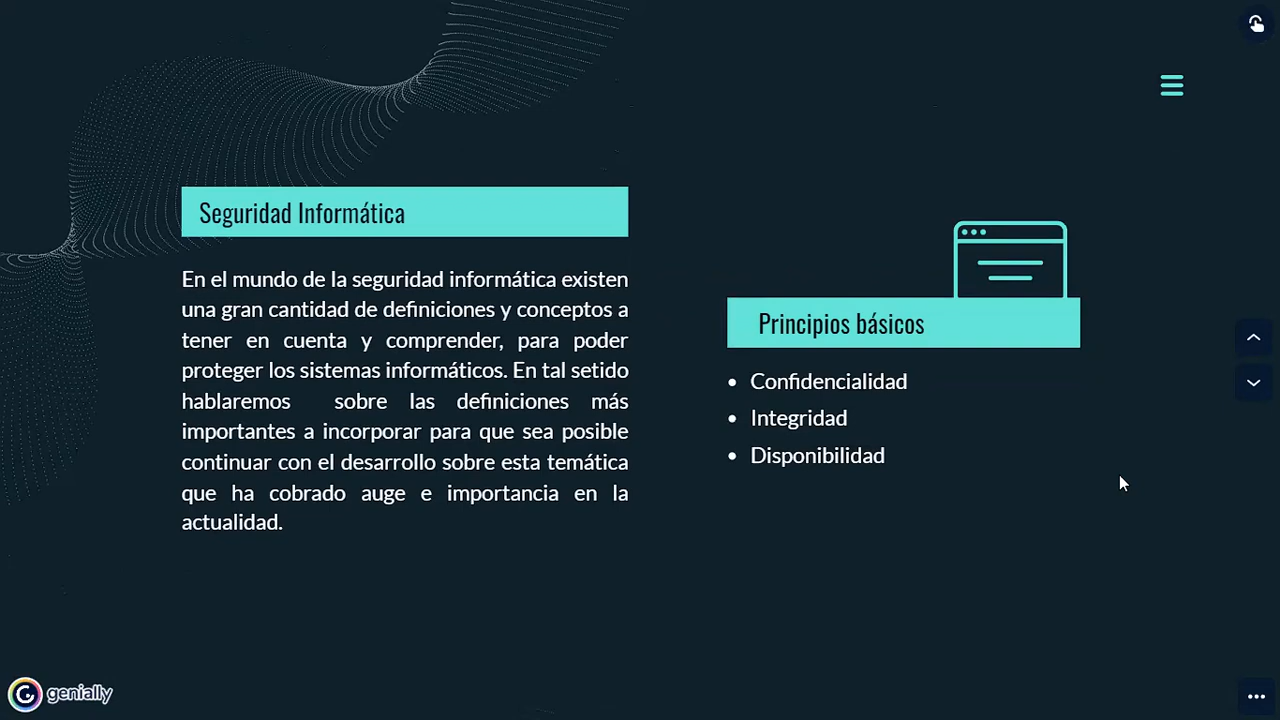 Seguridad Informática
En el mundo de la seguridad informática existen
una gran cantidad de definiciones y conceptos a
tener en cuenta y comprender, para poder
proteger los sistemas informáticos. En tal setido
hablaremos sobre las definiciones más
importantes a incorporar para que sea posible
continuar con el desarrollo sobre esta temática
que ha cobrado auge e importancia en la
actualidad.
Principios básicos
• Confidencialidad
• Integridad
• Disponibilidad
genially